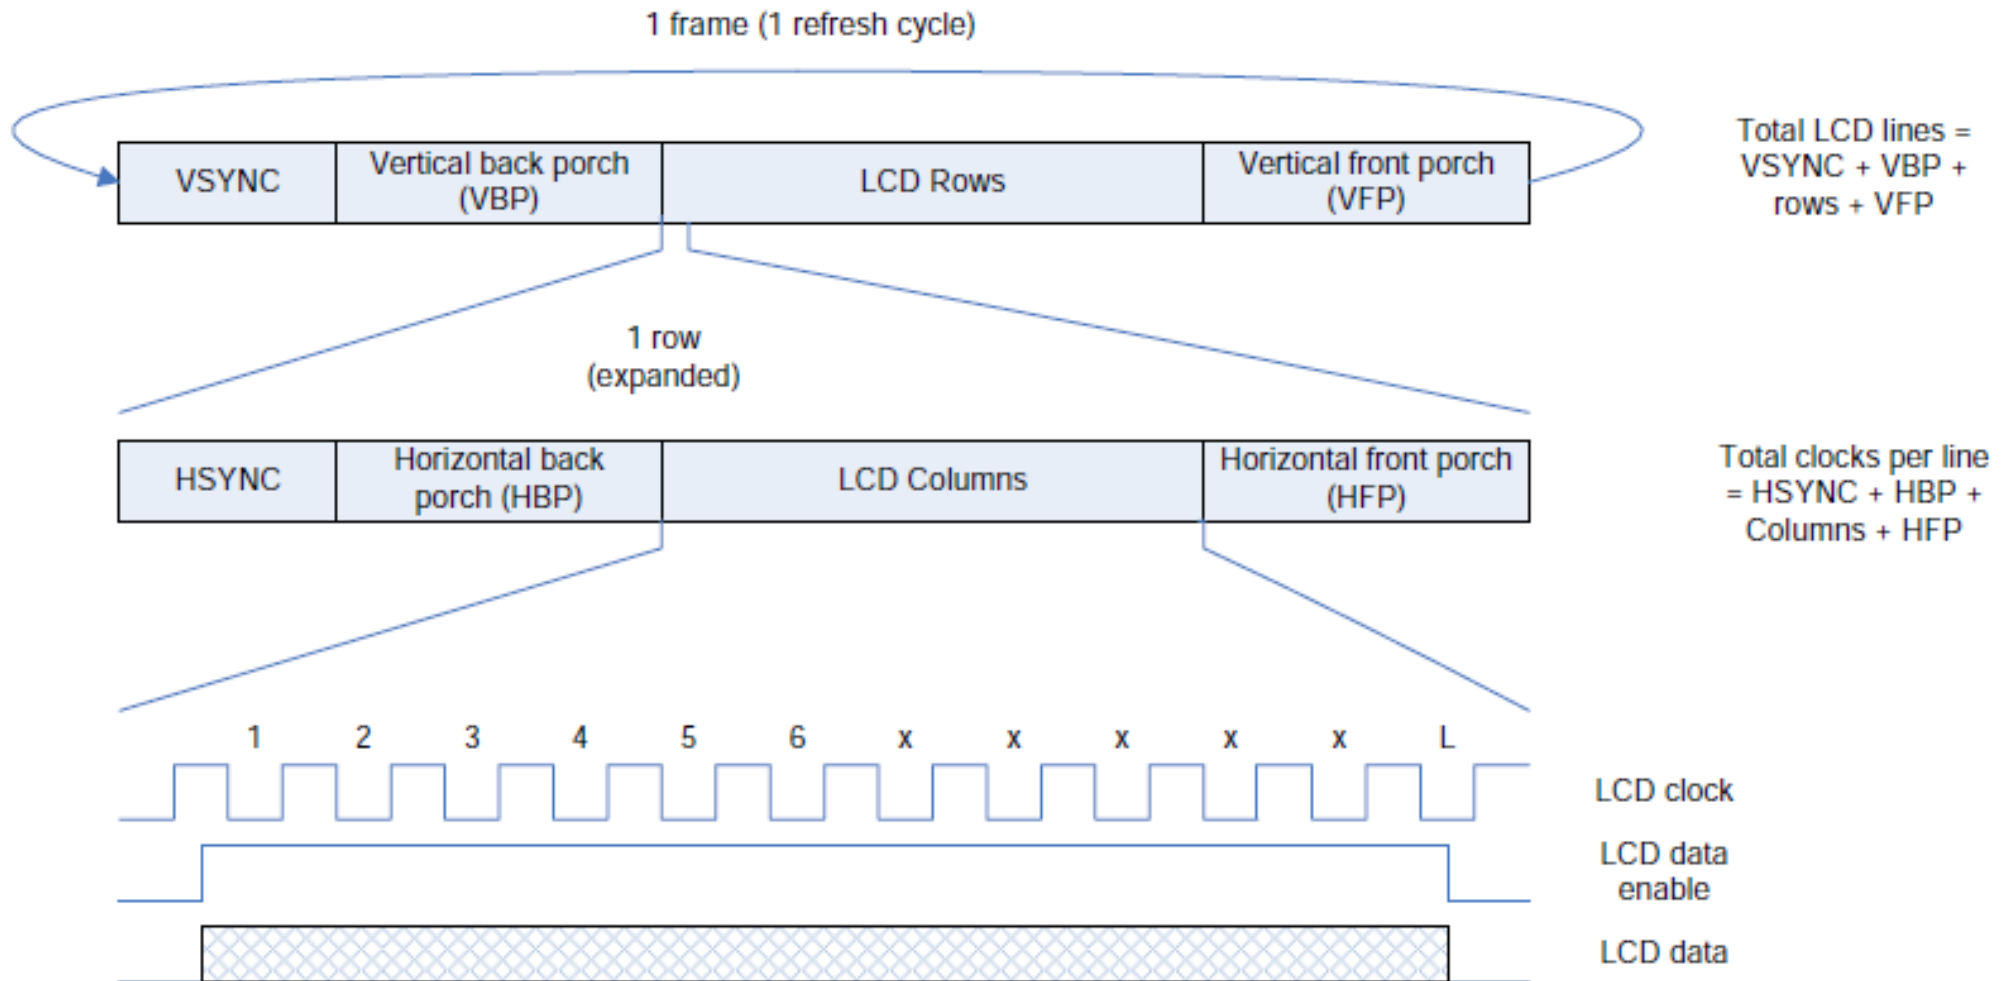 1 frame (1 refresh cycle)
VSYNC
Vertical back porch
(VBP)
LCD Rows
Vertical front porch
(VFP)
Total LCD lines =
VSYNC + VBP +
rows + VFP
1 row
(expanded)
HSYNC
Horizontal back
porch (HBP)
LCD Columns
Horizontal front porch
(HFP)
Total clocks per line
= HSYNC + HBP +
Columns + HFP
1 2 3 4 5 6 x x x x x L
LCD clock
LCD data
enable
LCD data